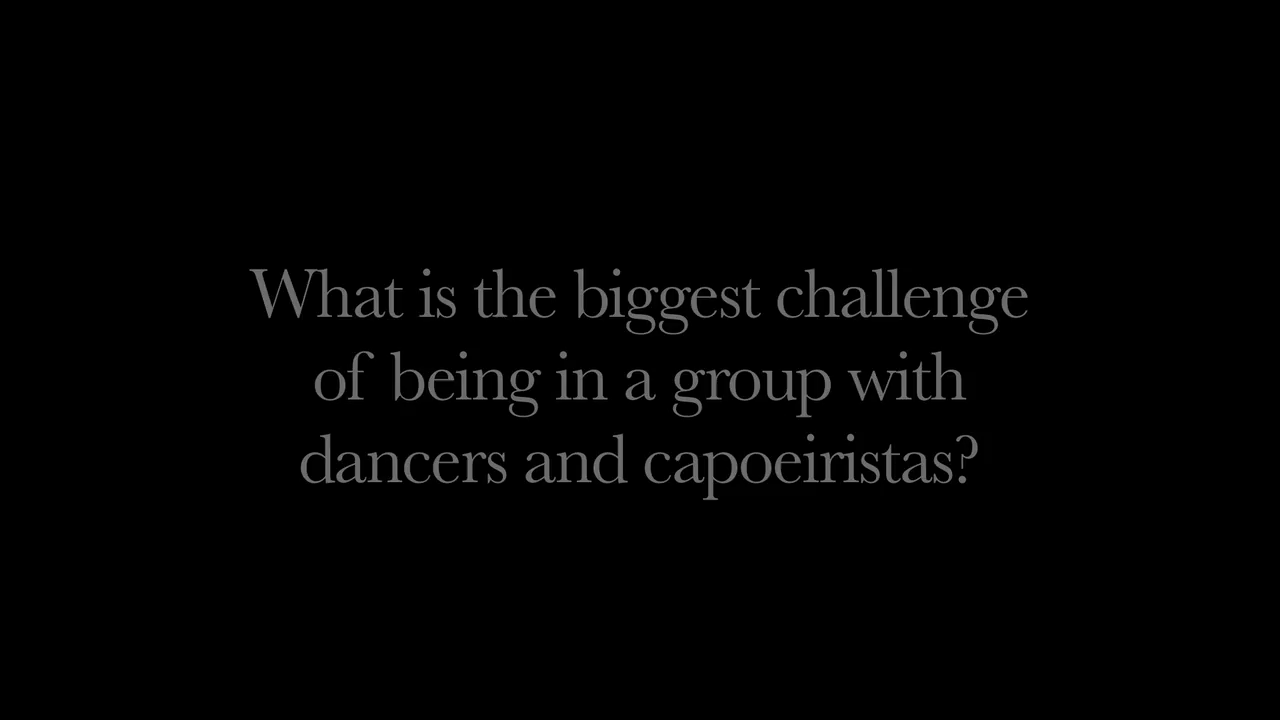 What is the biggest challenge
of being in a group with
dancers and capoeiristas?